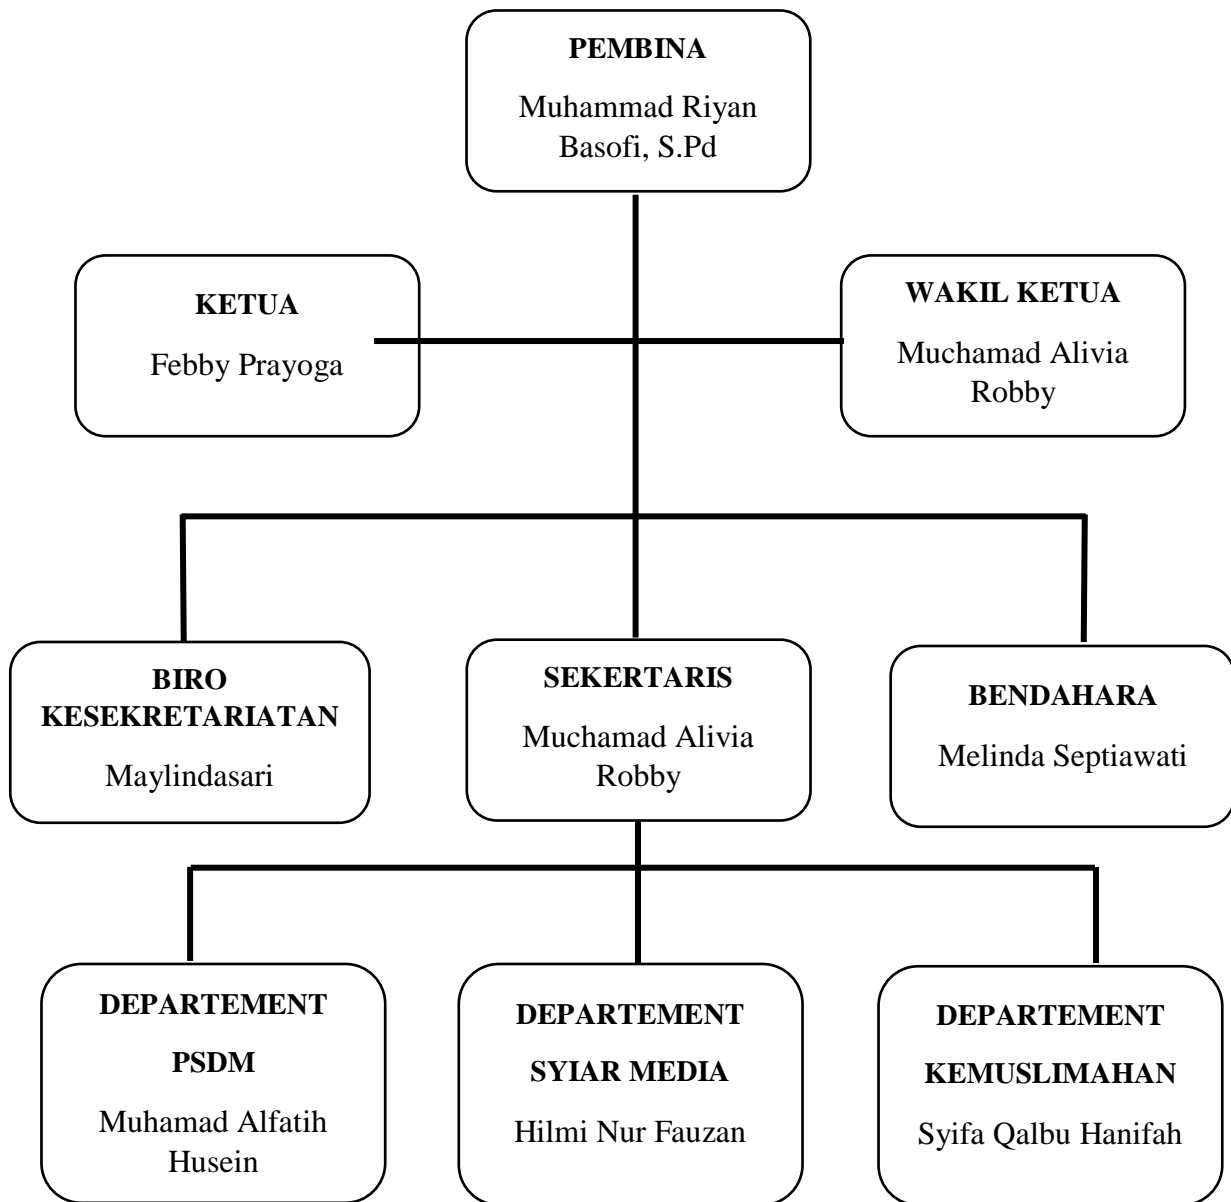 PEMBINA
Muhammad Riyan
Basofi, S.Pd
KETUA
Febby Prayoga
WAKIL KETUA
Muchamad Alivia
Robby
BIRO
KESEKRETARIATAN
Maylindasari
SEKERTARIS
Muchamad Alivia
Robby
BENDAHARA
Melinda Septiawati
DEPARTEMENT
PSDM
Muhamad Alfatih
Husein
DEPARTEMENT
SYIAR MEDIA
Hilmi Nur Fauzan
DEPARTEMENT
KEMUSLIMAHAN
Syifa Qalbu Hanifah